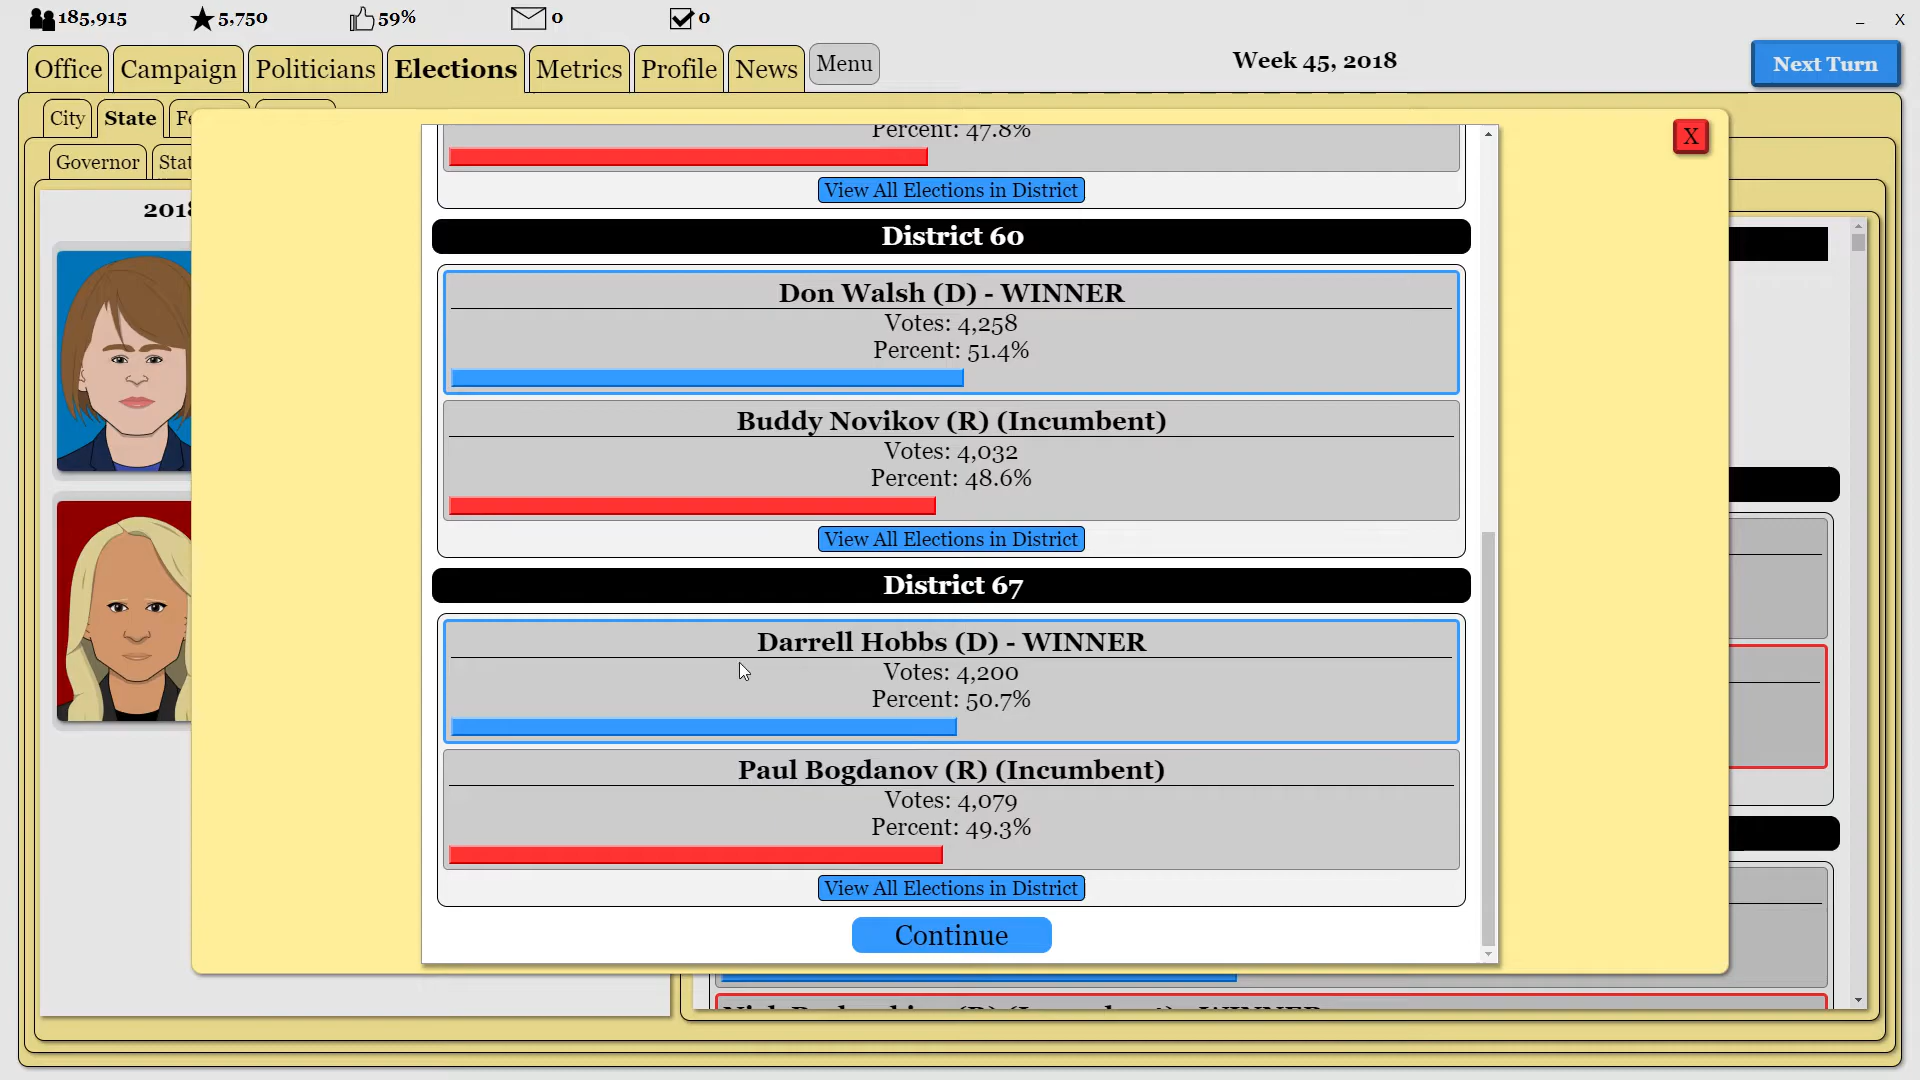 185,915 5,750 59% 0 0
Office Campaign Politicians Elections Metrics Profile News Menu Week 45, 2018 Next Turn
City State
Governor
2018
X
Percent: 47.8%
View All Elections in District
District 60
Don Walsh (D) - WINNER
Votes: 4,258
Percent: 51.4%
Buddy Novikov (R) (Incumbent)
Votes: 4,032
Percent: 48.6%
View All Elections in District
District 67
Darrell Hobbs (D) - WINNER
Votes: 4,200
Percent: 50.7%
Paul Bogdanov (R) (Incumbent)
Votes: 4,079
Percent: 49.3%
View All Elections in District
Continue